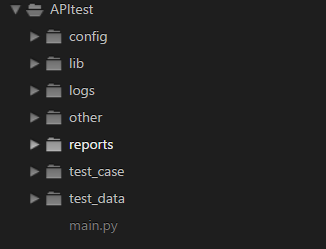 APItest
config
lib
logs
other
reports
test_case
test_data
main.py